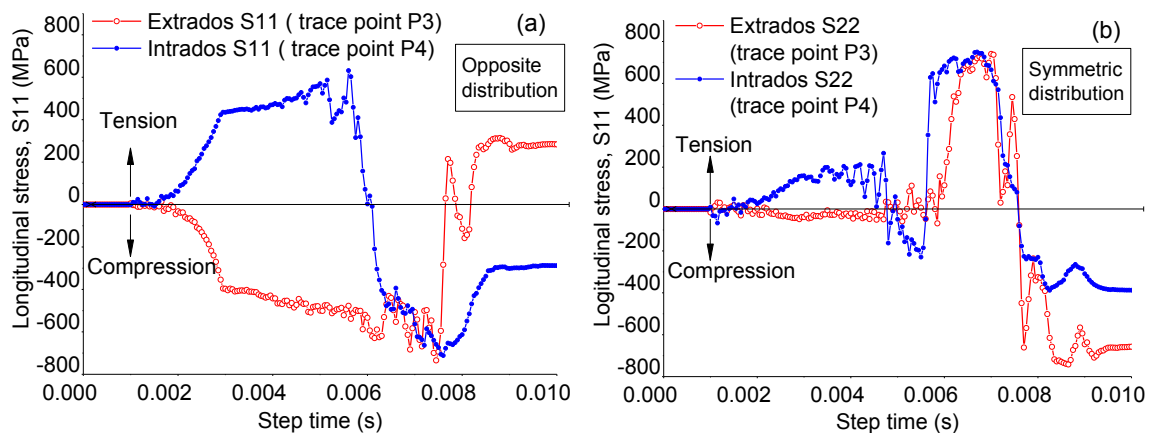 (a)
Extrados S11 ( trace point P3)
Intrados S11 ( trace point P4)
Opposite
distribution
Tension
Compression
Longitudinal stress, S11 (MPa)
800
600
400
200
0
-200
-400
-600
-800
0.000 0.002 0.004 0.006 0.008 0.010
Step time (s)
(b)
Extrados S22
(trace point P3)
Intrados S22
(trace point P4)
Symmetric
distribution
Tension
Compression
Logitudinal stress, S11 (MPa)
800
600
400
200
0
-200
-400
-600
-800
0.000 0.002 0.004 0.006 0.008 0.010
Step time (s)